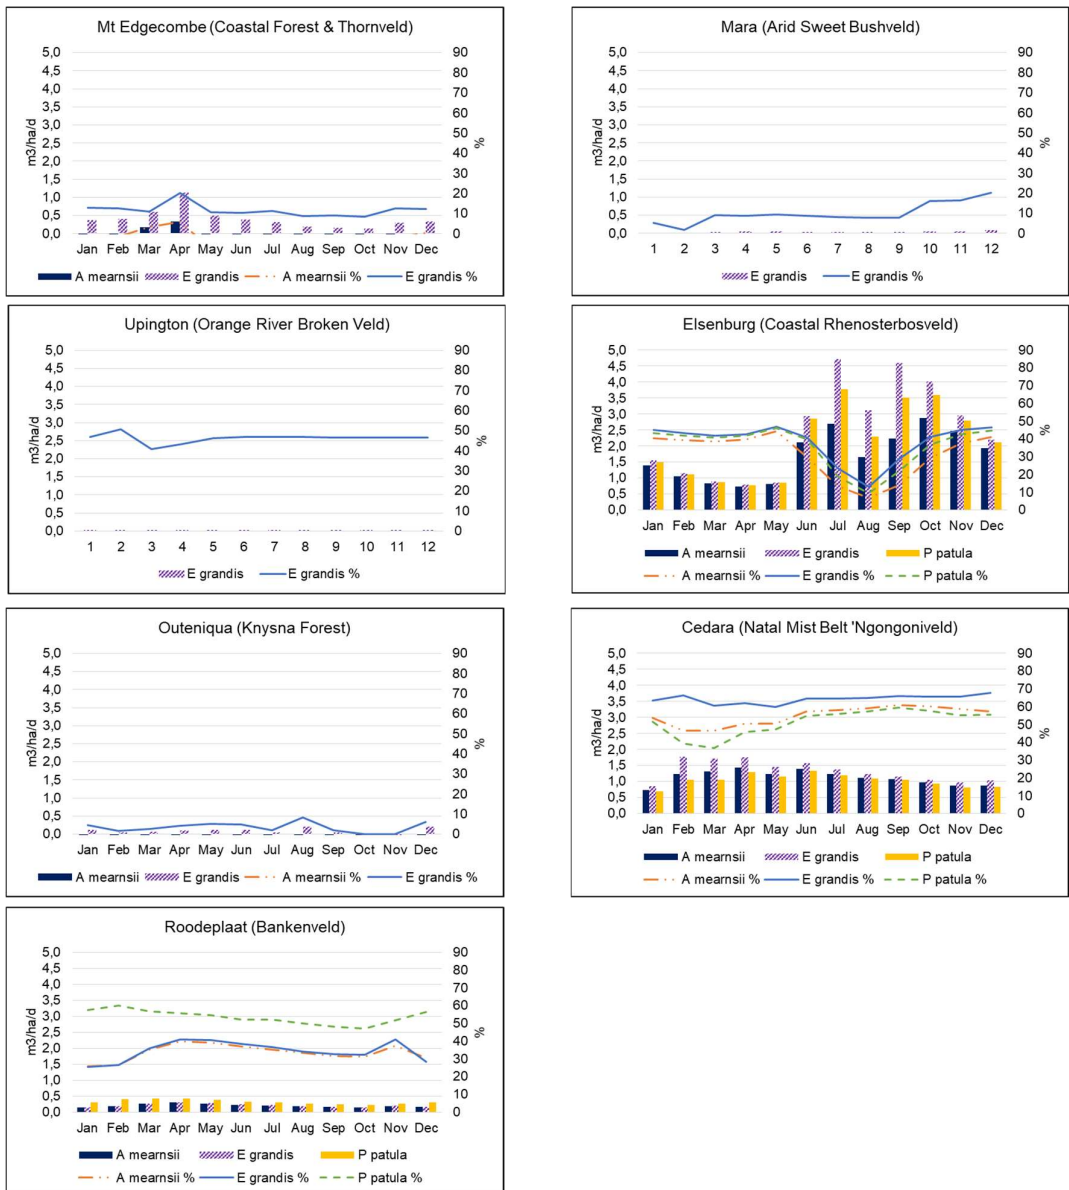 Mt Edgecombe (Coastal Forest & Thornveld)
5,0 90
4,5 80
4,0 70
3,5 60
3,0 50
2,5
2,0 40
1,5 30
1,0 20
0,5 10
0,0 0
m3/ha/d
%
Jan Feb Mar Apr May Jun Jul Aug Sep Oct Nov Dec
A mearnsii E grandis A mearnsii % E grandis %
Mara (Arid Sweet Bushveld)
5,0 90
4,5 80
4,0 70
3,5 60
3,0 50
2,5
2,0 40
1,5 30
1,0 20
0,5 10
0,0 0
m3/ha/d
%
1 2 3 4 5 6 7 8 9 10 11 12
E grandis E grandis %
Upington (Orange River Broken Veld)
5,0 90
4,5 80
4,0 70
3,5 60
3,0 50
2,5
2,0 40
1,5 30
1,0 20
0,5 10
0,0 0
m3/ha/d
%
1 2 3 4 5 6 7 8 9 10 11 12
E grandis E grandis %
Elsenburg (Coastal Rhenosterbosveld)
5,0 90
4,5 80
4,0 70
3,5 60
3,0 50
2,5
2,0 40
1,5 30
1,0 20
0,5 10
0,0 0
m3/ha/d
%
Jan Feb Mar Apr May Jun Jul Aug Sep Oct Nov Dec
A mearnsii E grandis P patula
A mearnsii % E grandis % P patula %
Outeniqua (Knysna Forest)
5,0 90
4,5 80
4,0 70
3,5 60
3,0 50
2,5
2,0 40
1,5 30
1,0 20
0,5 10
0,0 0
m3/ha/d
%
Jan Feb Mar Apr May Jun Jul Aug Sep Oct Nov Dec
A mearnsii E grandis A mearnsii % E grandis %
Cedara (Natal Mist Belt 'Ngongoniveld)
5,0 90
4,5 80
4,0 70
3,5 60
3,0 50
2,5
2,0 40
1,5 30
1,0 20
0,5 10
0,0 0
m3/ha/d
%
Jan Feb Mar Apr May Jun Jul Aug Sep Oct Nov Dec
A mearnsii E grandis P patula
A mearnsii % E grandis % P patula %
Roodeplaat (Bankenveld)
5,0 90
4,5 80
4,0 70
3,5 60
3,0 50
2,5
2,0 40
1,5 30
1,0 20
0,5 10
0,0 0
m3/ha/d
%
Jan Feb Mar Apr May Jun Jul Aug Sep Oct Nov Dec
A mearnsii E grandis P patula
A mearnsii % E grandis % P patula %